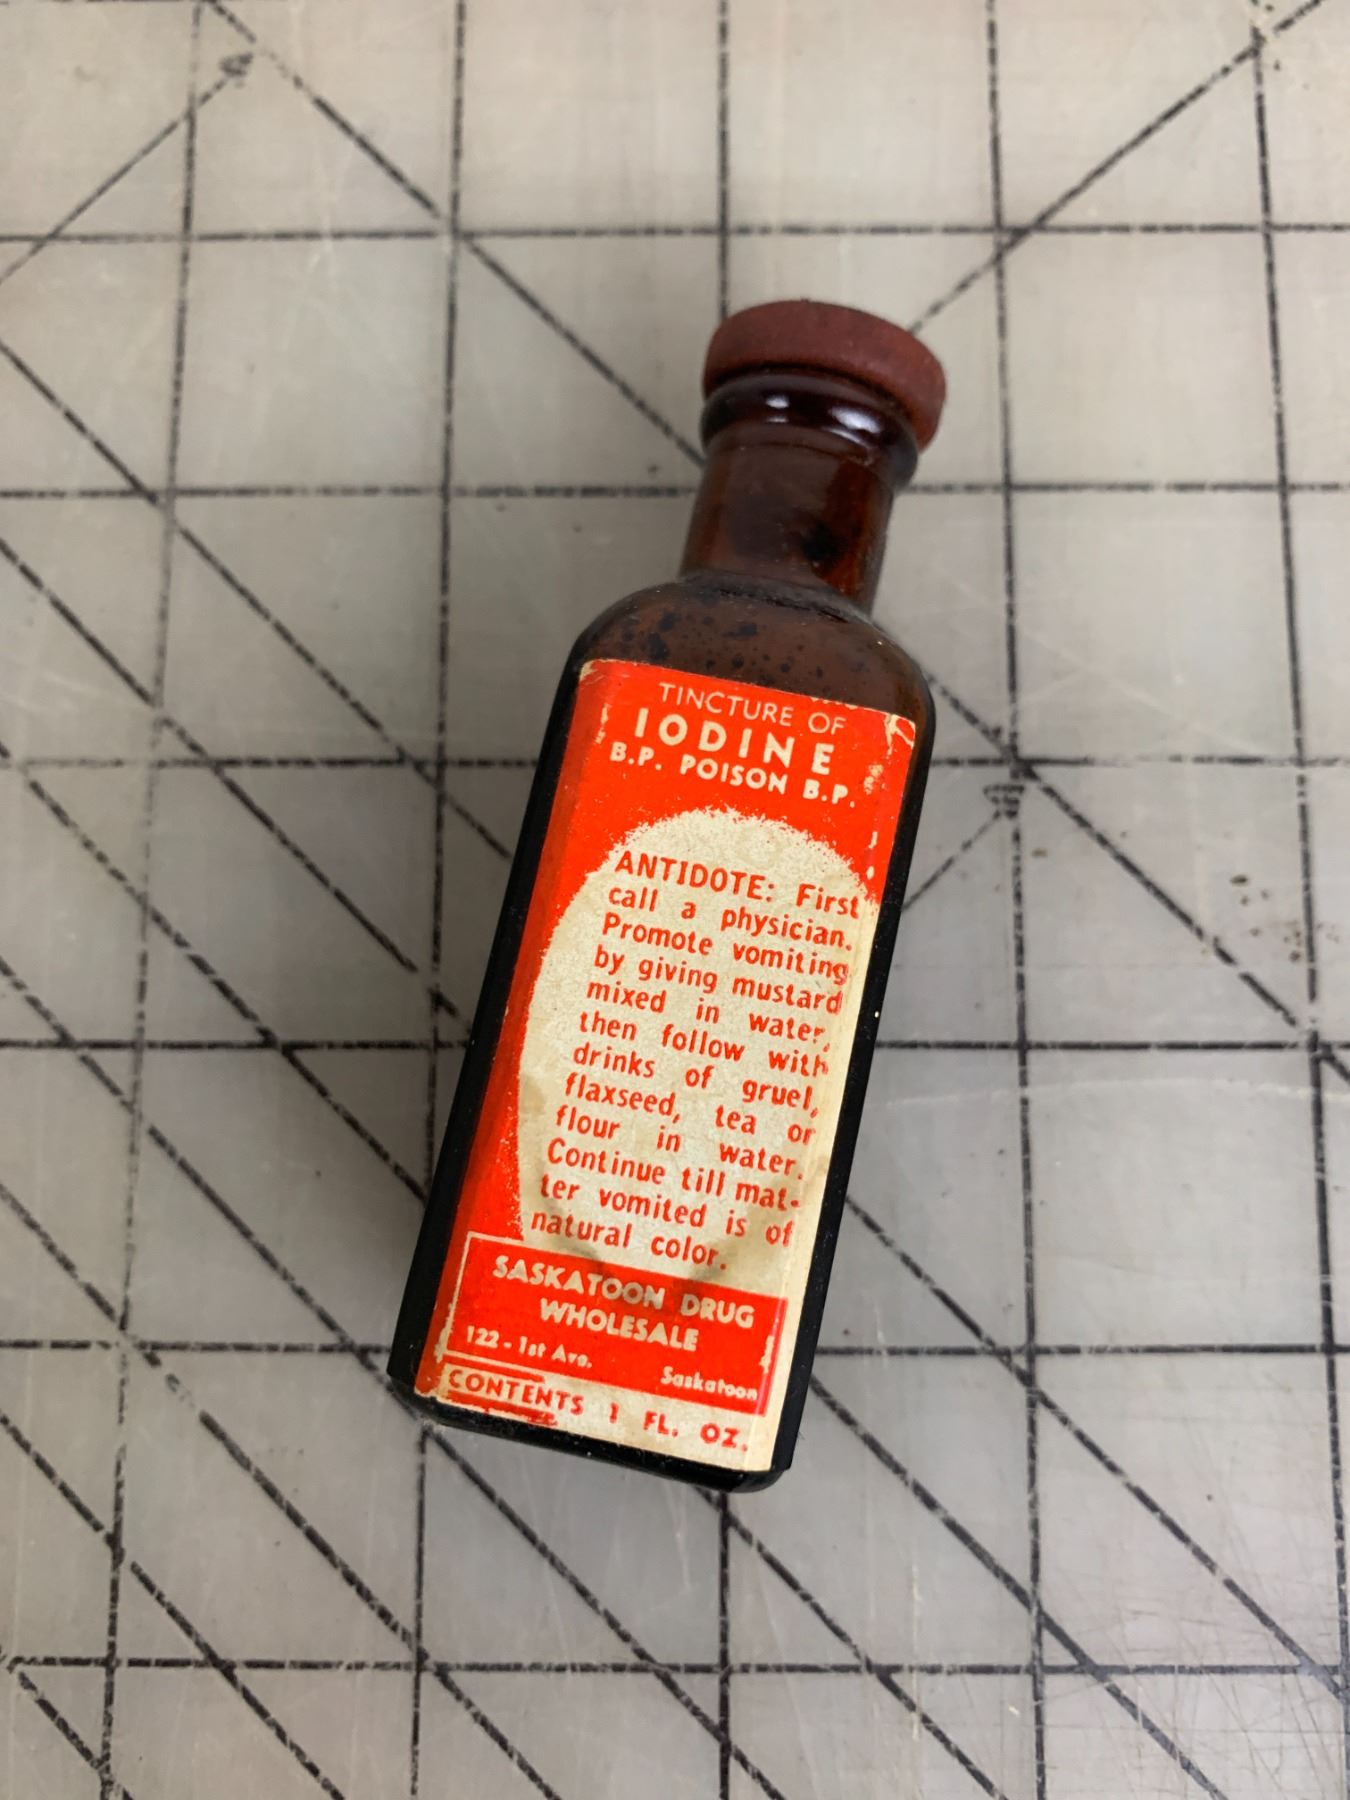 TINCTURE OF
IODINE
B.P. POISON B.P.
ANTIDOTE: First
call a physician.
Promote vomiting
by giving mustard
mixed in water,
then follow with
drinks of gruel,
flaxseed, tea or
flour in water.
Continue till mat-
ter vomited is of
natural color.
SASKATOON DRUG
WHOLESALE
122 - 1st Ave. Saskatoon
CONTENTS 1 FL. OZ.